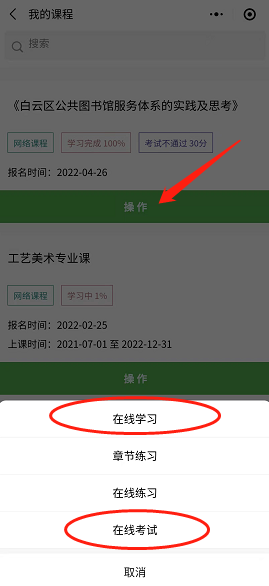 我的课程
搜索
《白云区公共图书馆服务体系的实践及思考》
网络课程 学习完成 100% 考试不通过 30分
报名时间：2022-04-26
操 作
工艺美术专业课
网络课程 学习中 1%
报名时间：2022-02-25
上课时间：2021-07-01 至 2022-12-31
操 作
在线学习
章节练习
在线练习
在线考试
取消